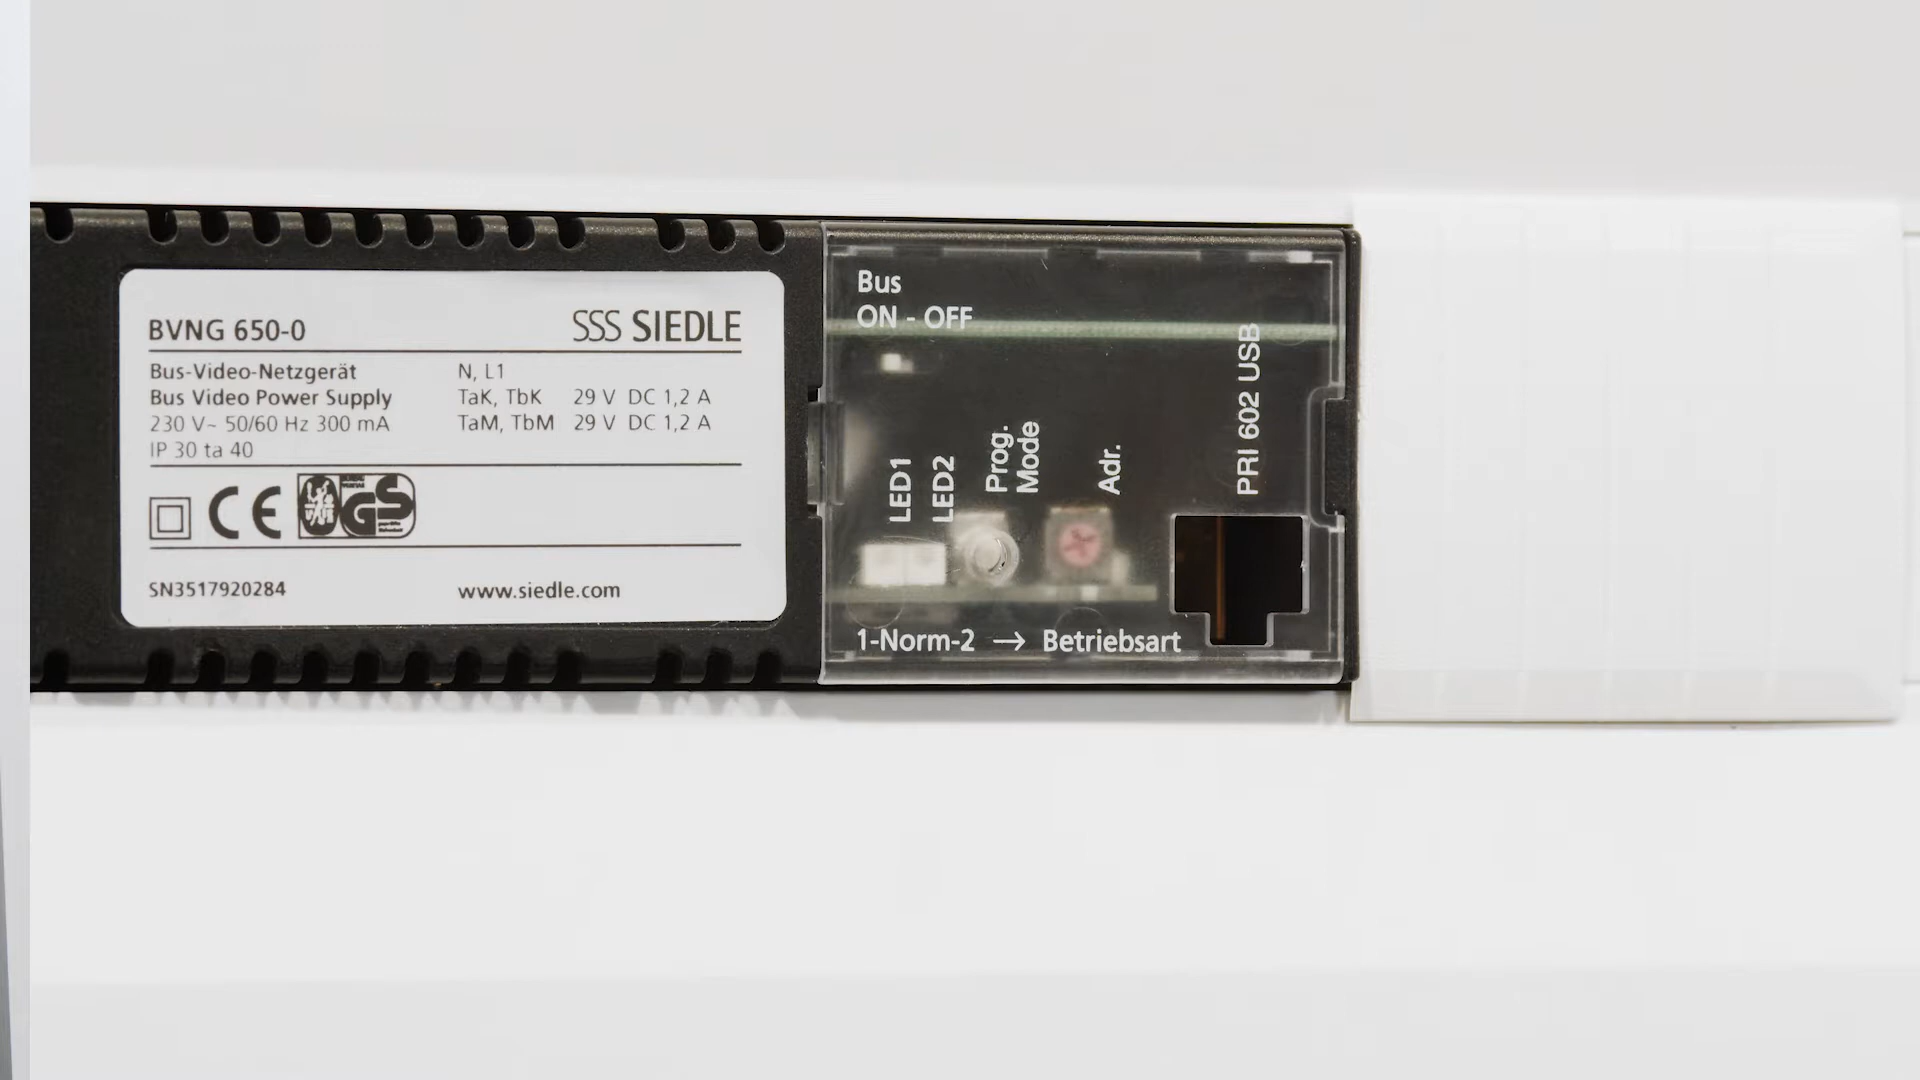 BVNG 650-0
SSS SIEDLE
Bus-Video-Netzgerät
Bus Video Power Supply
230 V~ 50/60 Hz 300 mA
IP 30 ta 40
N, L1
TaK, TbK 29 V DC 1,2 A
TaM, TbM 29 V DC 1,2 A
CE
GS
SN3517920284
www.siedle.com
Bus
ON - OFF
LED1
LED2
Prog.
Mode
Adr.
PRI 602 USB
1-Norm-2 → Betriebsart